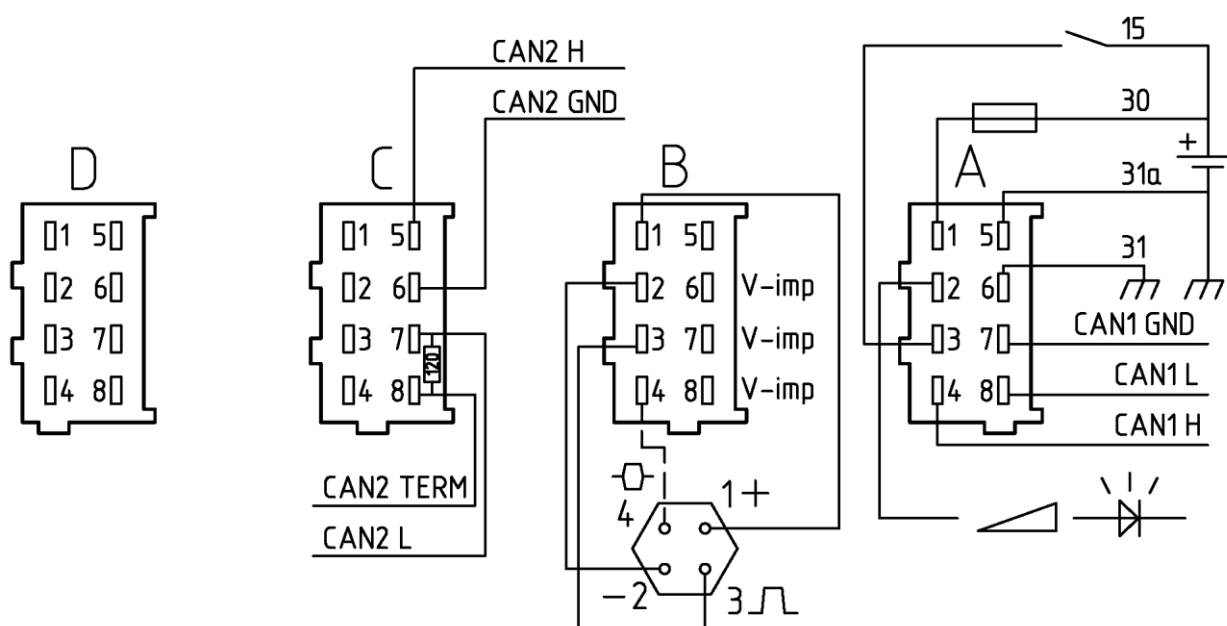 15
CAN2 H
30
CAN2 GND
+
D
C
B
A
31a
1 5
2 6
3 7
4 8
1 5
2 6
3 7
4 8
120
1 5
2 6 V-imp
3 7 V-imp
4 8 V-imp
1 5
2 6
3 7
4 8
31
CAN1 GND
CAN1 L
CAN1 H
CAN2 TERM
CAN2 L
4
1+
-2
3